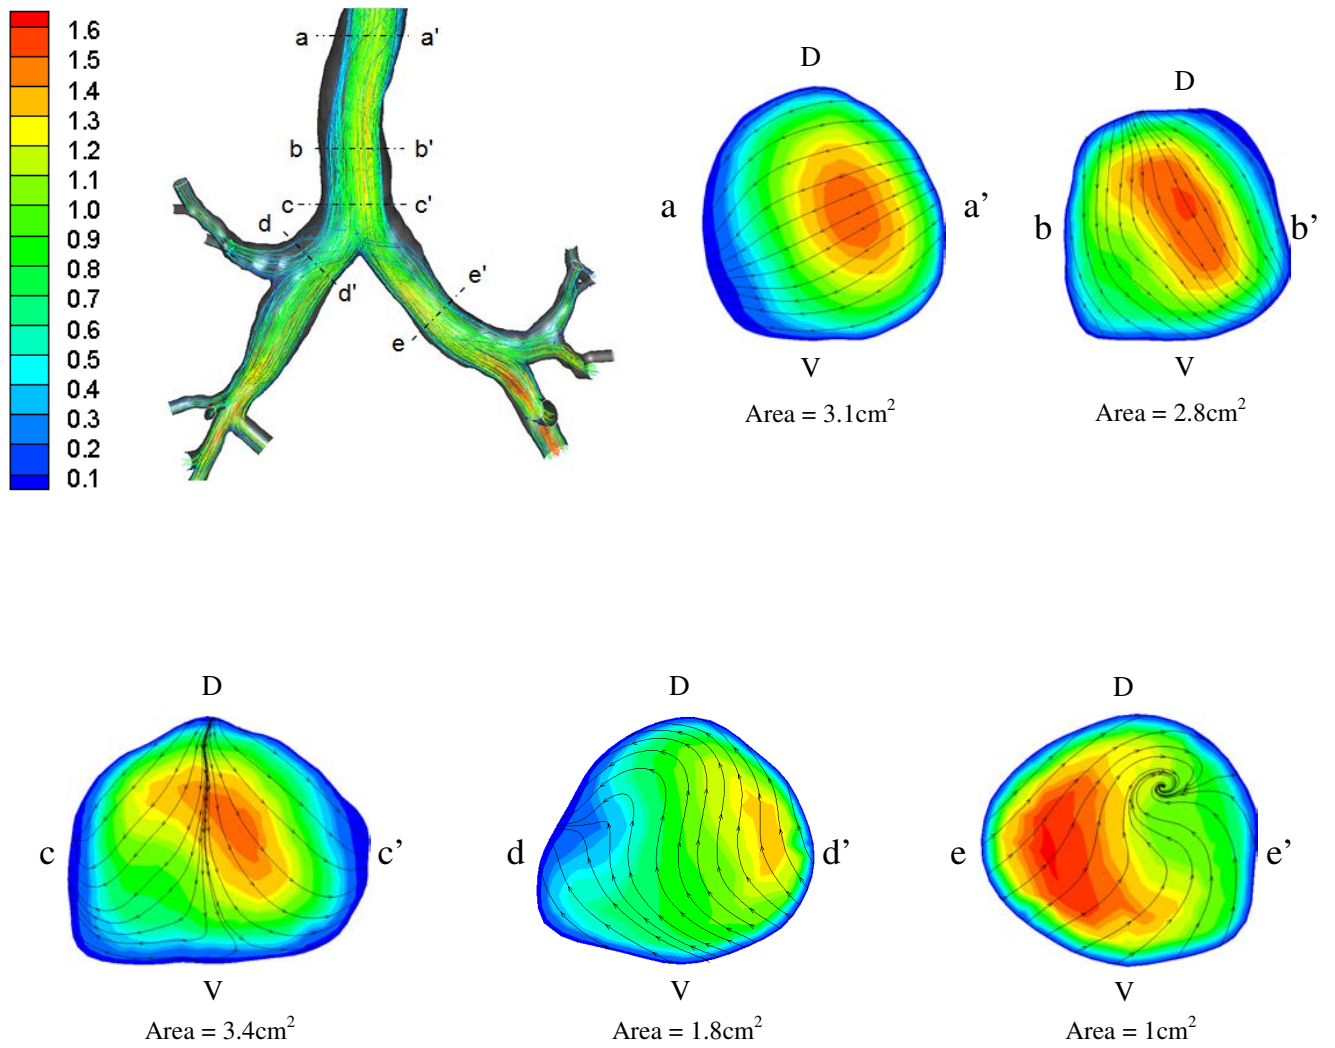 1.6
1.5
1.4
1.3
1.2
1.1
1.0
0.9
0.8
0.7
0.6
0.5
0.4
0.3
0.2
0.1
a a'
b b'
c c'
d
d'
e'
e
D
a a’
V
Area = 3.1cm²
D
b b’
V
Area = 2.8cm²
D
c c’
V
Area = 3.4cm²
D
d d’
V
Area = 1.8cm²
D
e e’
V
Area = 1cm²